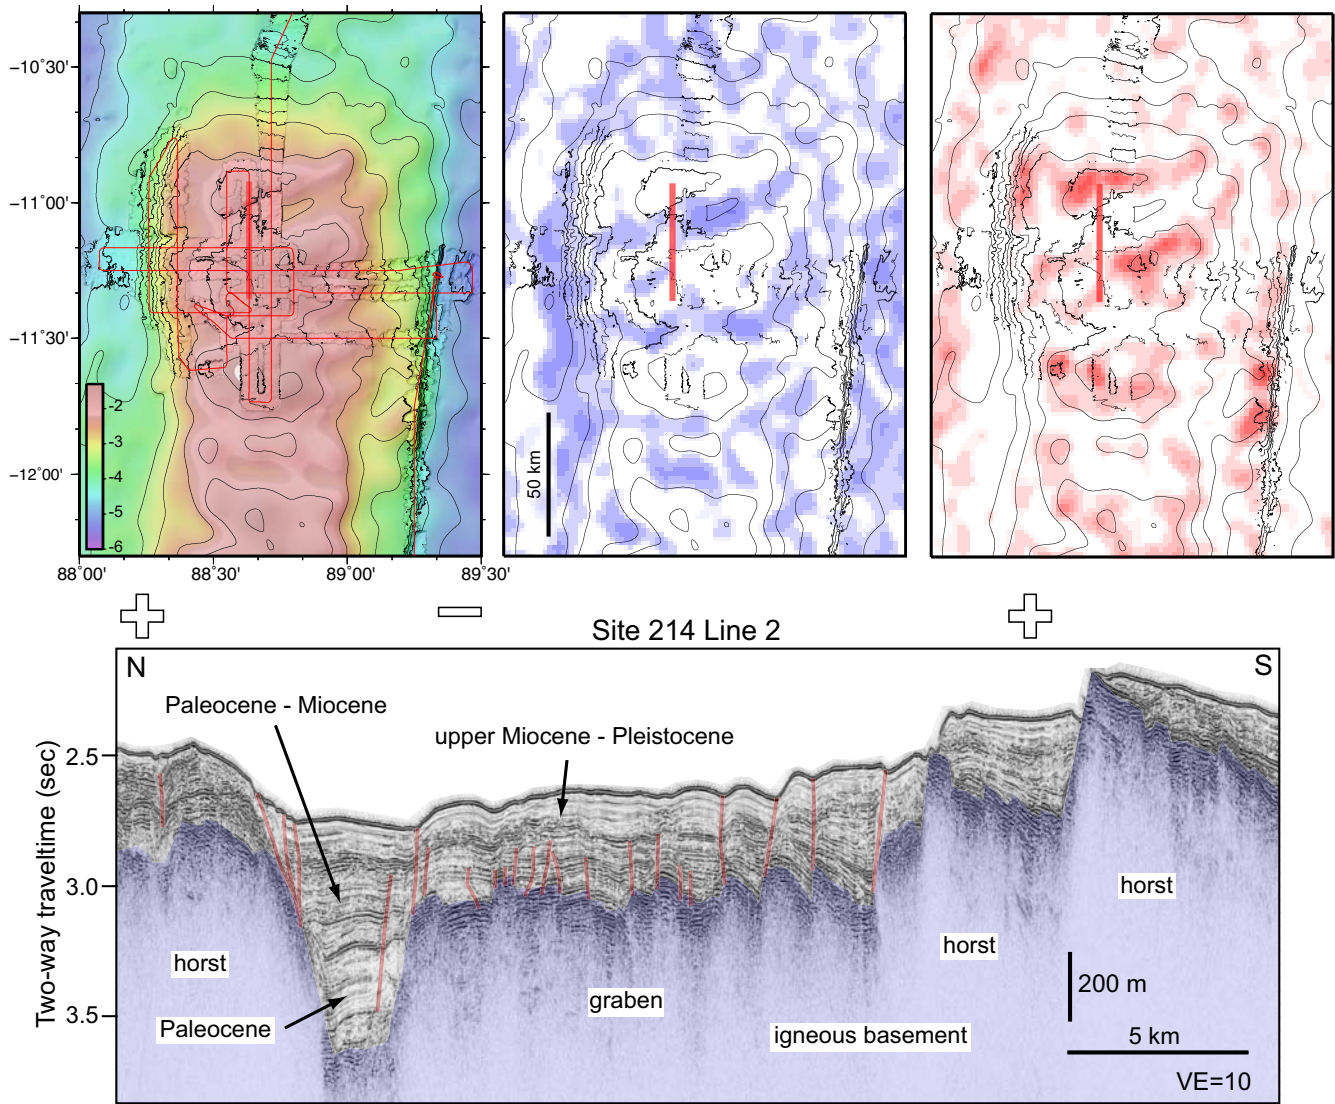 −10˚30'
−11˚00'
−11˚30'
−12˚00'
-2
-3
-4
-5
-6
50 km
88˚00' 88˚30' 89˚00' 89˚30'
Site 214 Line 2
N S
Paleocene - Miocene
upper Miocene - Pleistocene
Two-way traveltime (sec)
2.5
3.0
3.5
horst
horst
horst
graben
Paleocene
igneous basement
200 m
5 km
VE=10